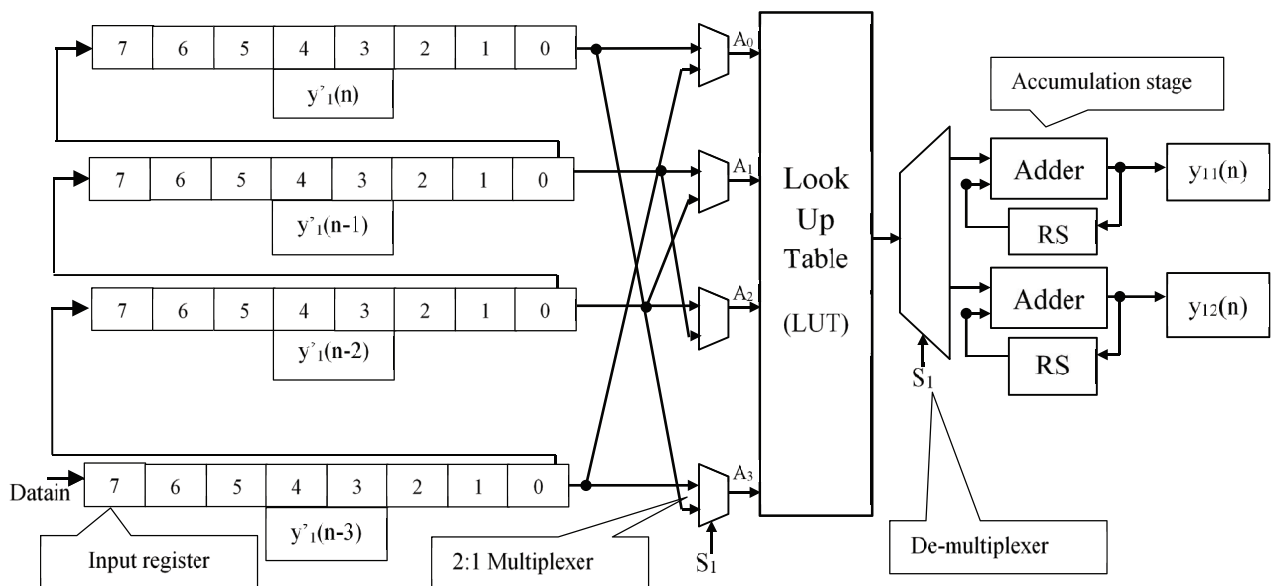 7 6 5 4 3 2 1 0
y'₁(n)
7 6 5 4 3 2 1 0
y'₁(n-1)
7 6 5 4 3 2 1 0
y'₁(n-2)
Datain
7 6 5 4 3 2 1 0
y'₁(n-3)
Input register
2:1 Multiplexer
S₁
A₀
A₁
A₂
A₃
Look
Up
Table
(LUT)
S₁
De-multiplexer
Accumulation stage
Adder
RS
y₁₁(n)
Adder
RS
y₁₂(n)